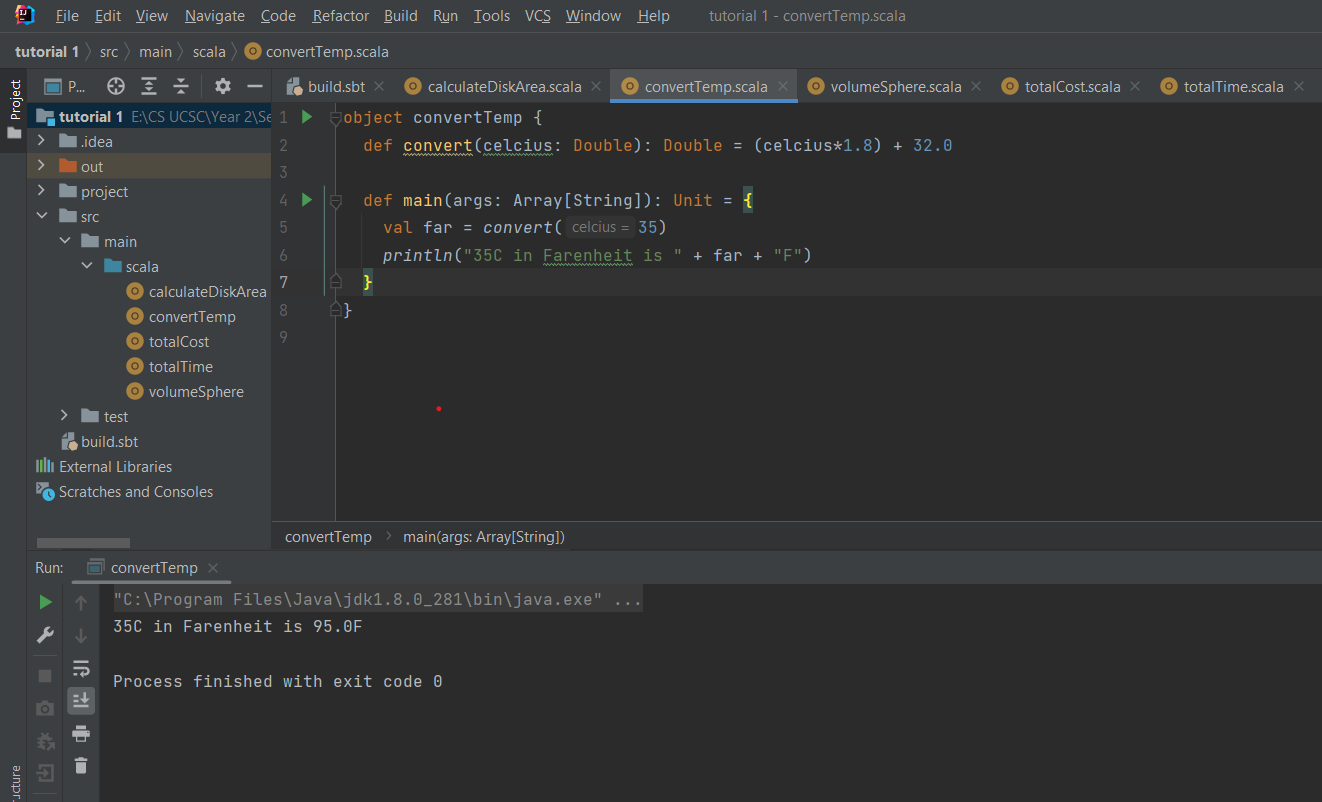 File Edit View Navigate Code Refactor Build Run Tools VCS Window Help tutorial 1 - convertTemp.scala
tutorial 1 src main scala convertTemp.scala
Project
P...
build.sbt calculateDiskArea.scala convertTemp.scala volumeSphere.scala totalCost.scala totalTime.scala
tutorial 1 E:\CS UCSC\Year 2\Se
.idea
out
project
src
main
scala
calculateDiskArea
convertTemp
totalCost
totalTime
volumeSphere
test
build.sbt
External Libraries
Scratches and Consoles
1 object convertTemp {
2 def convert(celcius: Double): Double = (celcius*1.8) + 32.0
3
4 def main(args: Array[String]): Unit = {
5 val far = convert( celcius = 35)
6 println("35C in Farenheit is " + far + "F")
7 }
8 }
9
convertTemp main(args: Array[String])
Run: convertTemp
"C:\Program Files\Java\jdk1.8.0_281\bin\java.exe" ...
35C in Farenheit is 95.0F
Process finished with exit code 0
ucture